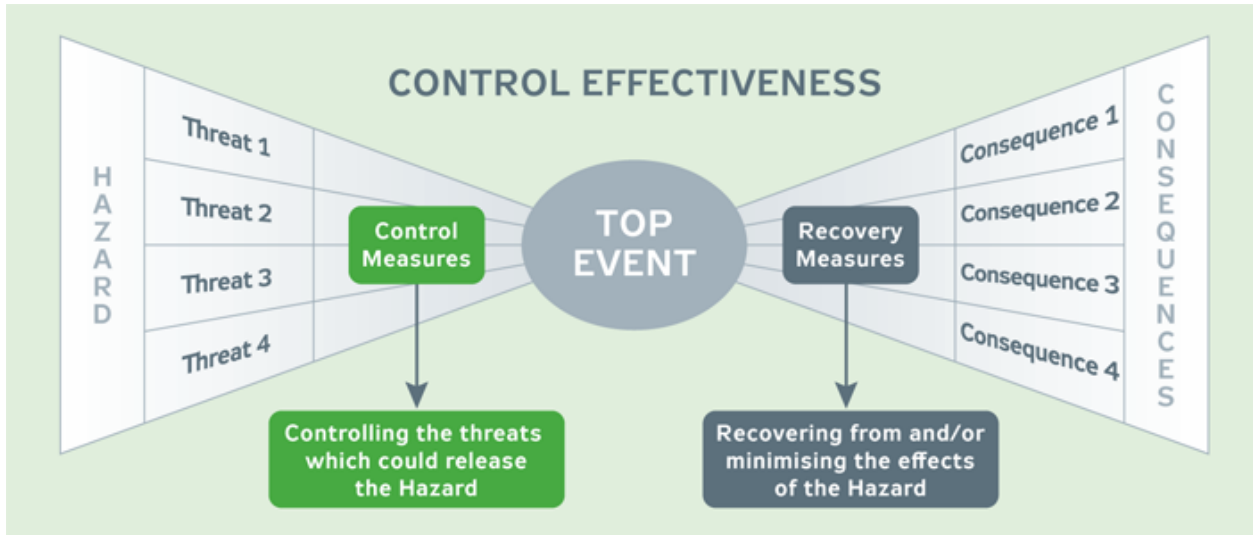 CONTROL EFFECTIVENESS
HAZARD
Threat 1
Threat 2
Threat 3
Threat 4
Control
Measures
TOP
EVENT
Recovery
Measures
Consequence 1
Consequence 2
Consequence 3
Consequence 4
CONSEQUENCES
Controlling the threats
which could release
the Hazard
Recovering from and/or
minimising the effects
of the Hazard